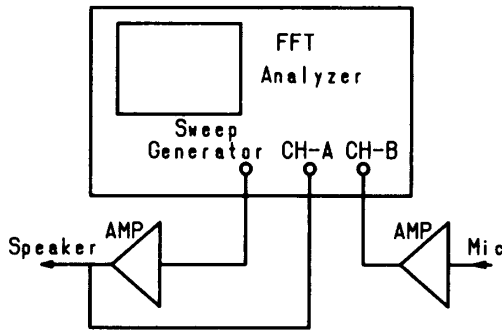 FFT
Analyzer
Sweep
Generator CH-A CH-B
AMP
Speaker
AMP
Mic